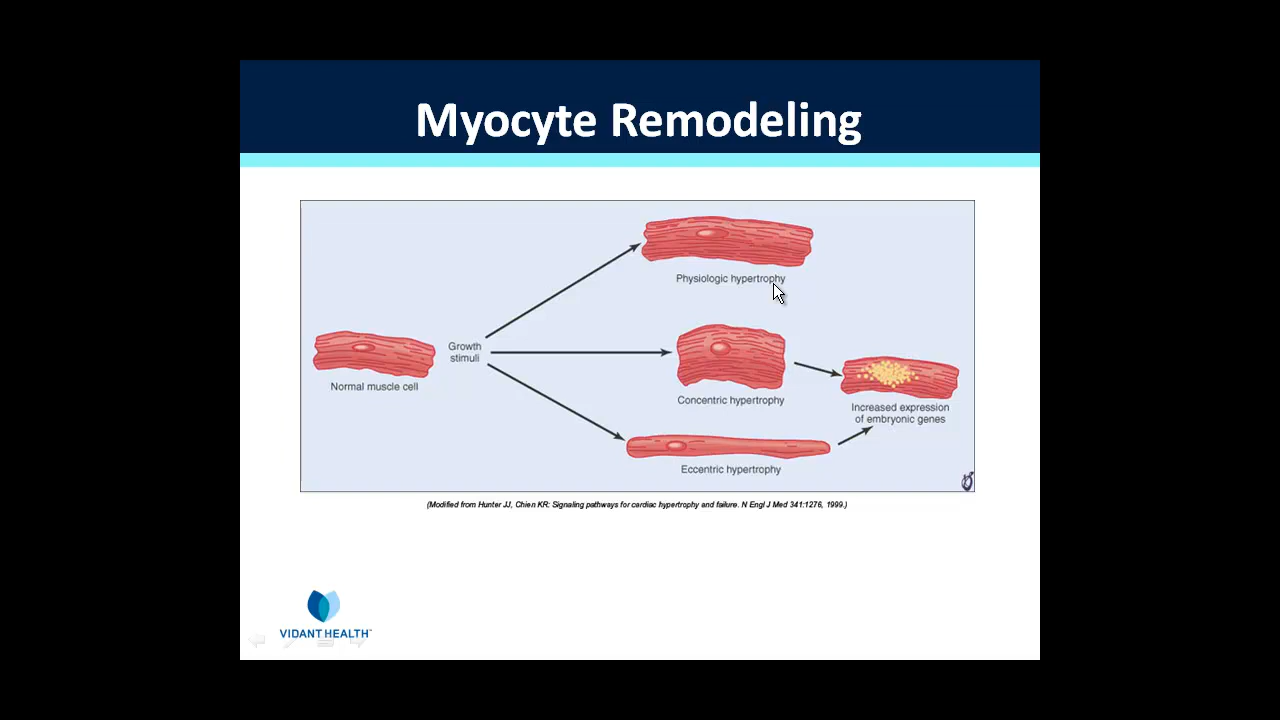 Myocyte Remodeling
Physiologic hypertrophy
Growth
stimuli
Normal muscle cell
Concentric hypertrophy
Increased expression
of embryonic genes
Eccentric hypertrophy
(Modified from Hunter JJ, Chien KR: Signaling pathways for cardiac hypertrophy and failure. N Engl J Med 341:1276, 1999.)
VIDANT HEALTH™